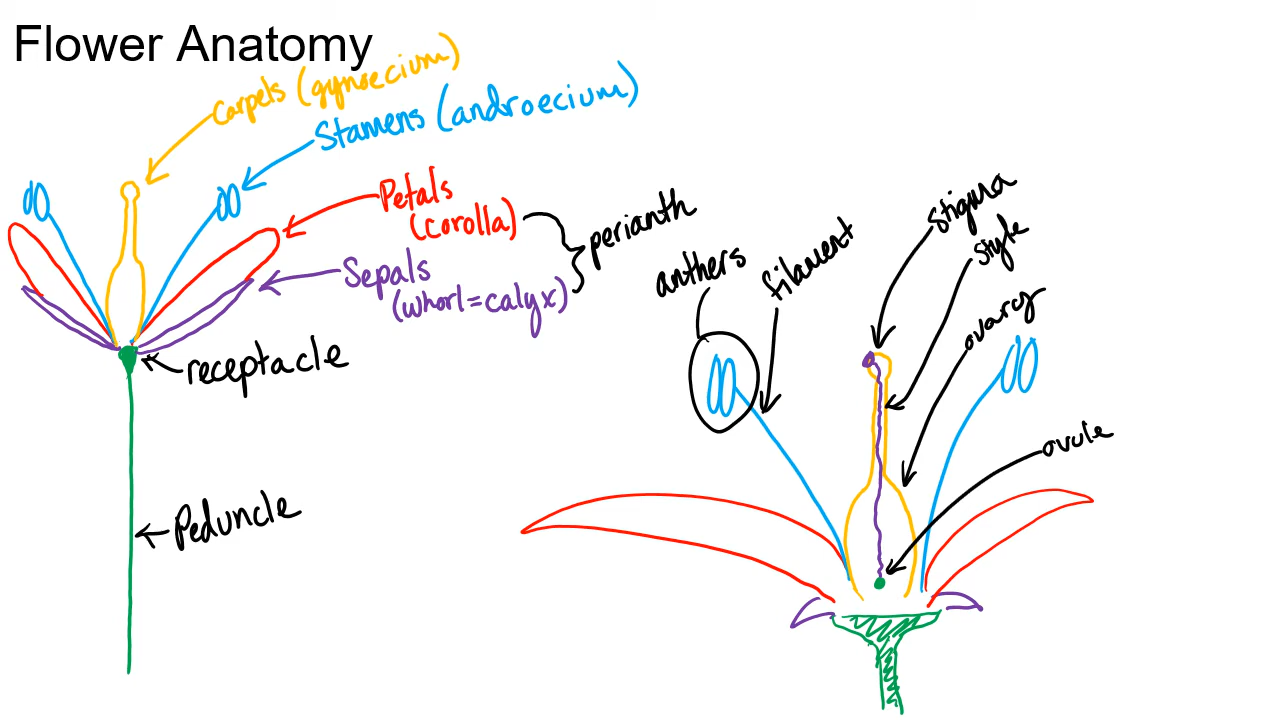 Flower Anatomy
Carpels (gynoecium)
Stamens (androecium)
Petals
(corolla)
perianth
Sepals
(whorl=calyx)
receptacle
Peduncle
anthers
filament
stigma
style
ovary
ovule